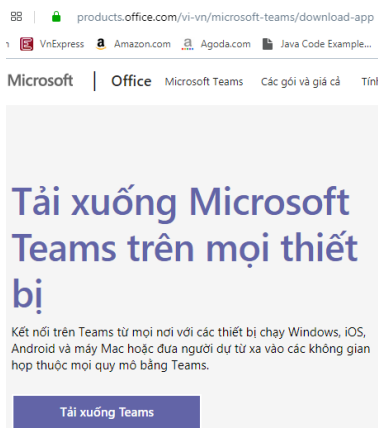 products.office.com/vi-vn/microsoft-teams/download-app
VnExpress Amazon.com Agoda.com Java Code Example...
Microsoft Office Microsoft Teams Các gói và giá cả Tính
Tải xuống Microsoft
Teams trên mọi thiết
bị
Kết nối trên Teams từ mọi nơi với các thiết bị chạy Windows, iOS,
Android và máy Mac hoặc đưa người dự từ xa vào các không gian
họp thuộc mọi quy mô bằng Teams.
Tải xuống Teams